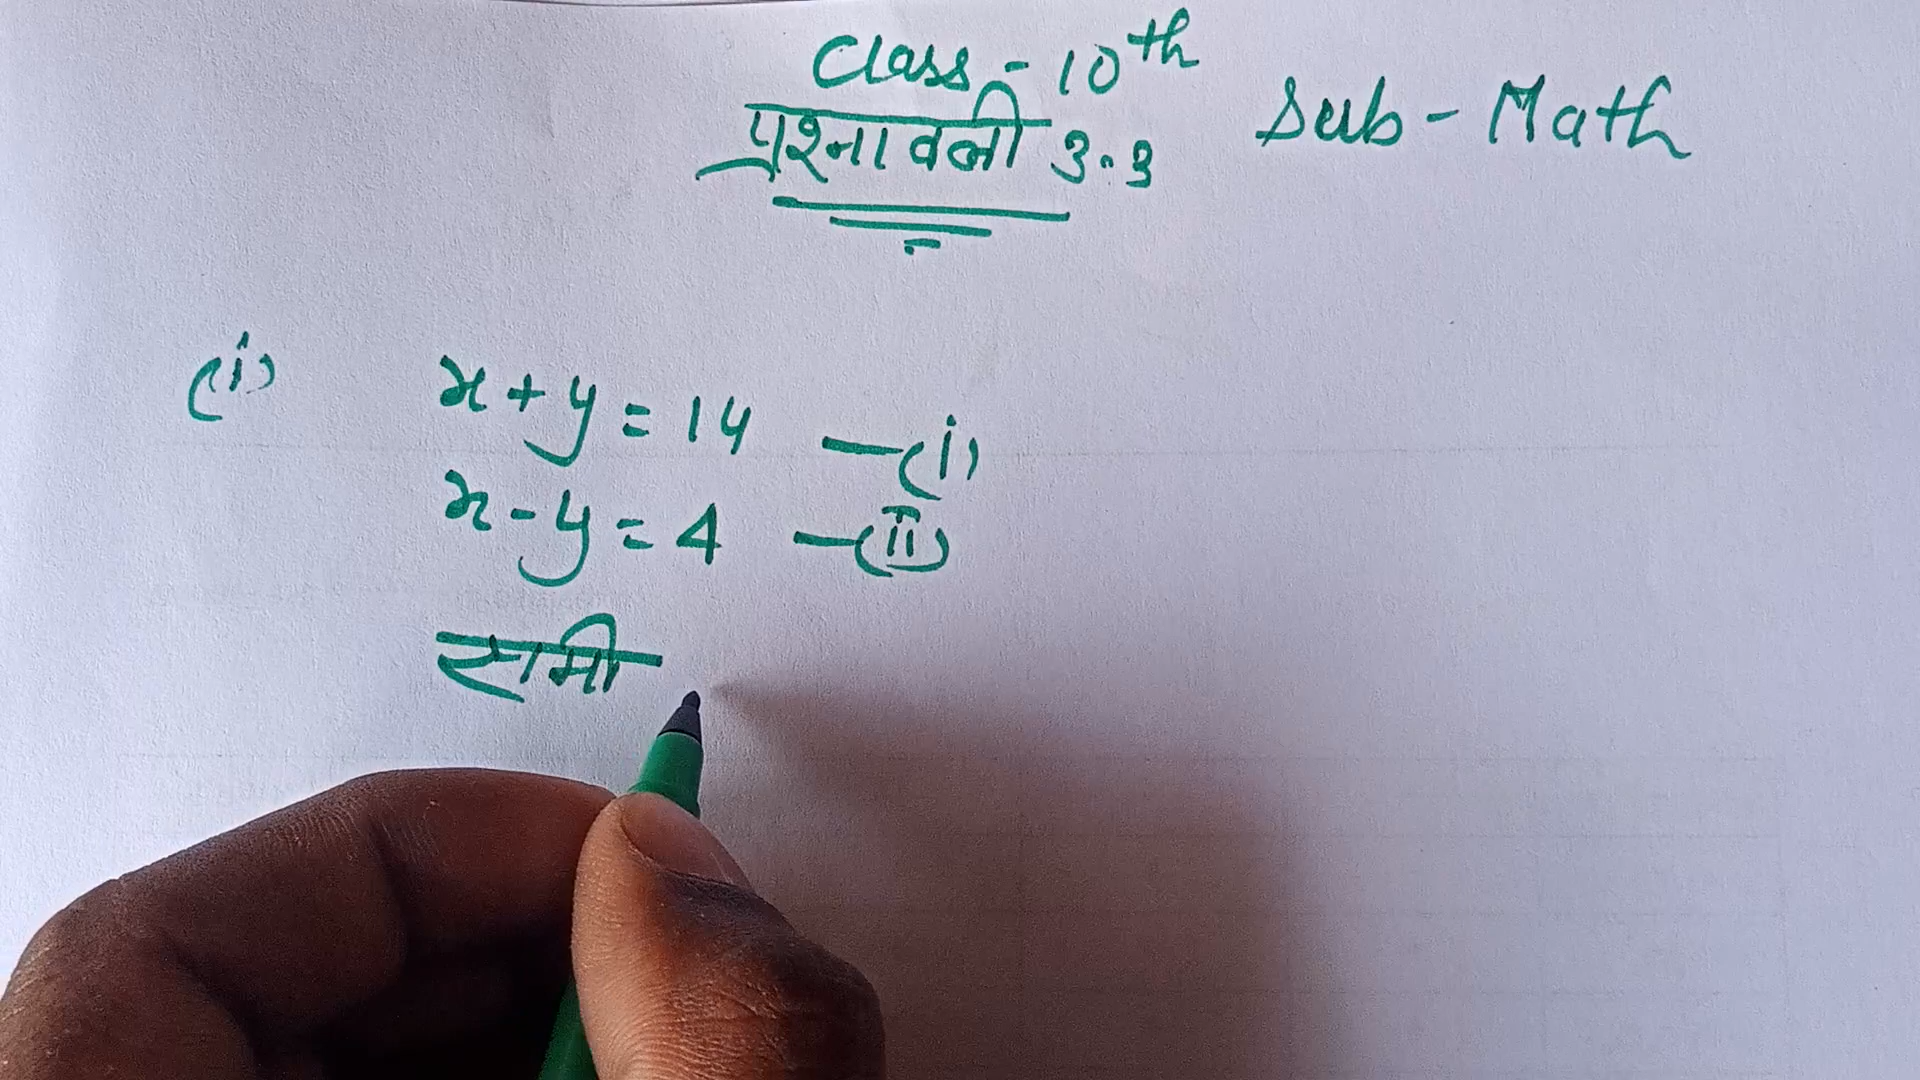 Class - 10th
प्रश्नावली 3.3
Sub - Math
(i) x + y = 14 —(i)
x - y = 4 —(ii)
समी